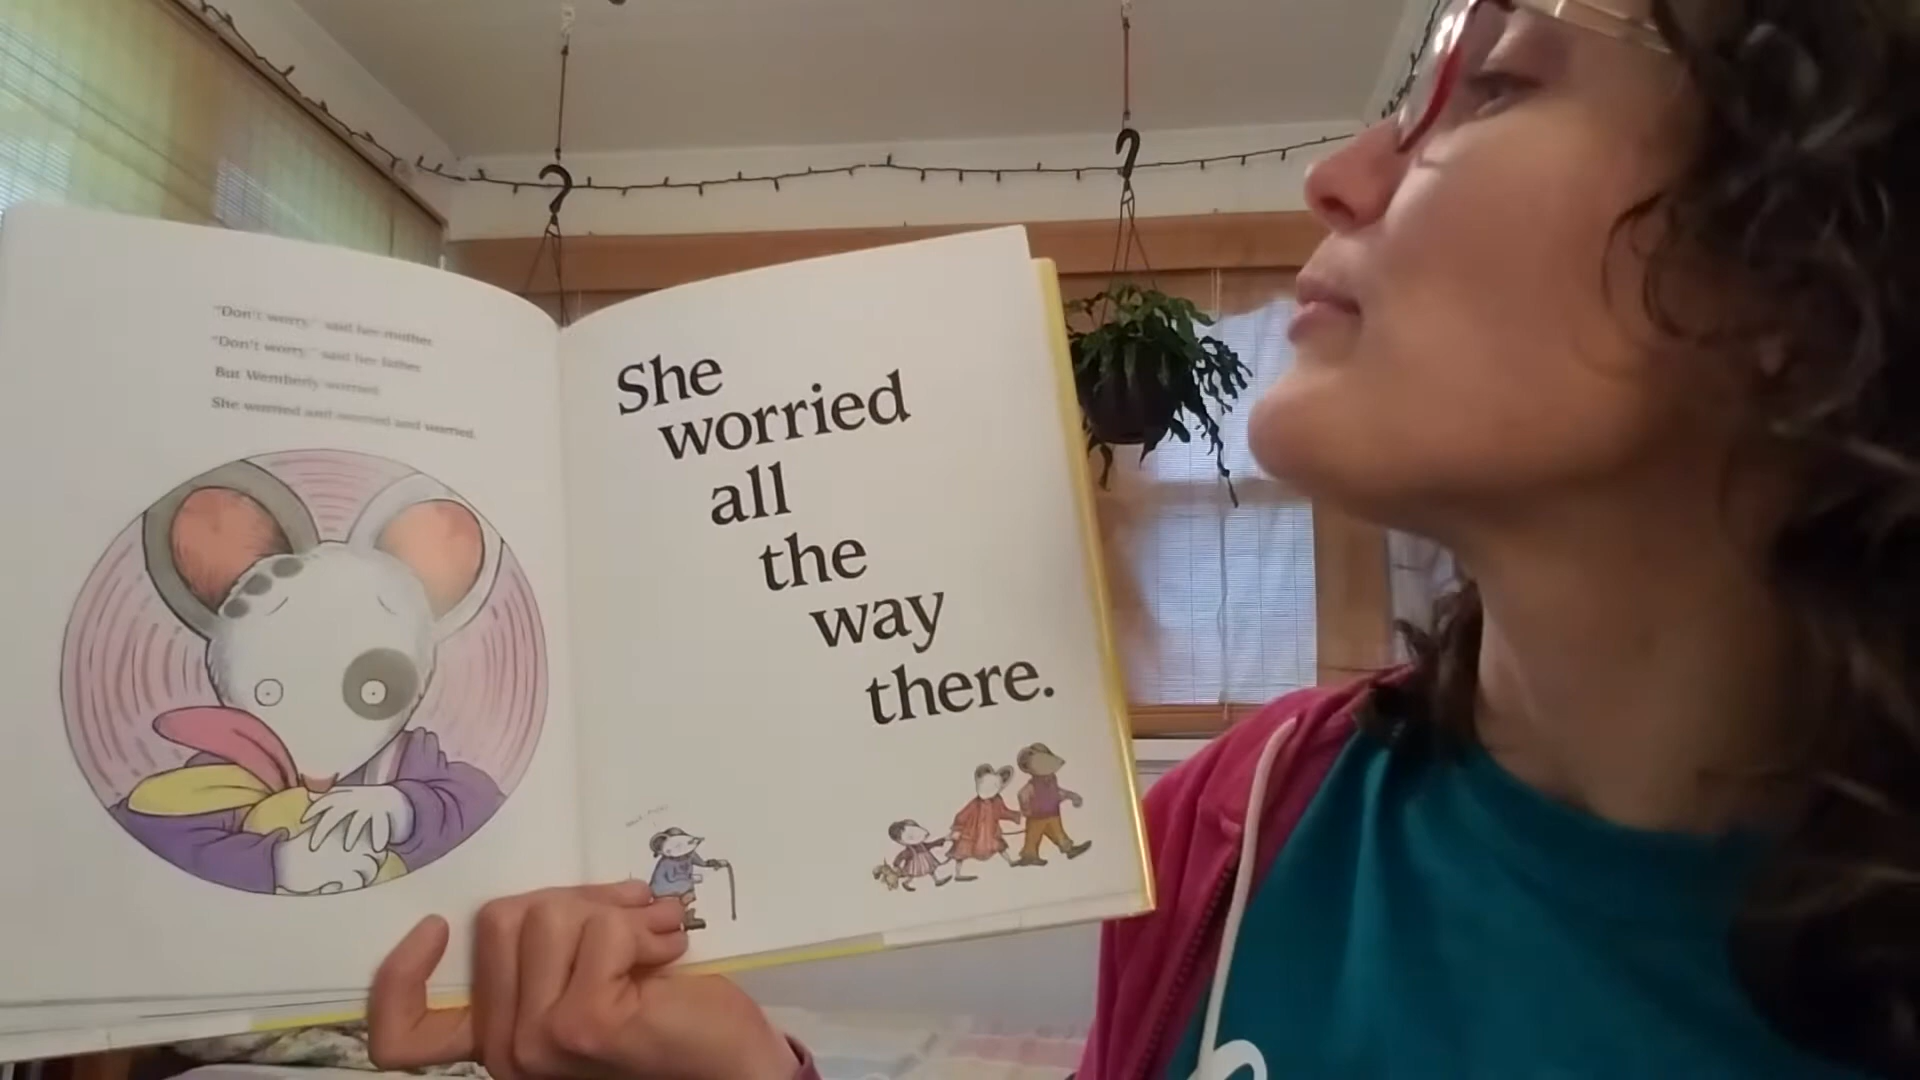 "Don't worry," said her mother.
"Don't worry," said her father.
But Wemberly worried.
She worried and worried and worried.
She
worried
all
the
way
there.